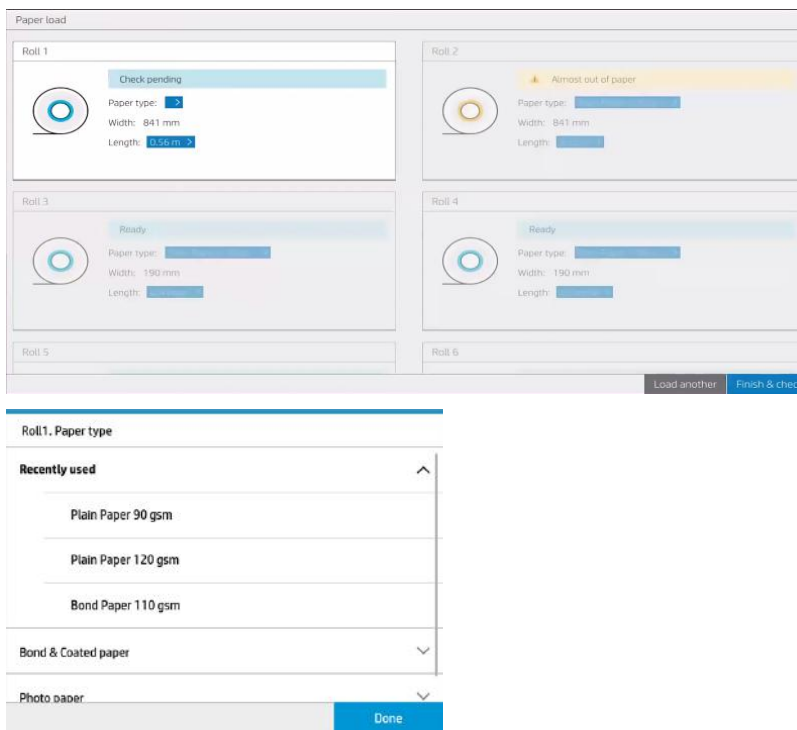 Paper load
Roll 1
Check pending
Paper type:
Width: 841 mm
Length: 0.56 m
Roll 2
Almost out of paper
Paper type:
Width: 841 mm
Length:
Roll 3
Ready
Paper type:
Width: 190 mm
Length:
Roll 4
Ready
Paper type:
Width: 190 mm
Length:
Roll 5
Roll 6
Load another
Finish &
Roll1. Paper type
Recently used
Plain Paper 90 gsm
Plain Paper 120 gsm
Bond Paper 110 gsm
Bond & Coated paper
Photo paper
Done